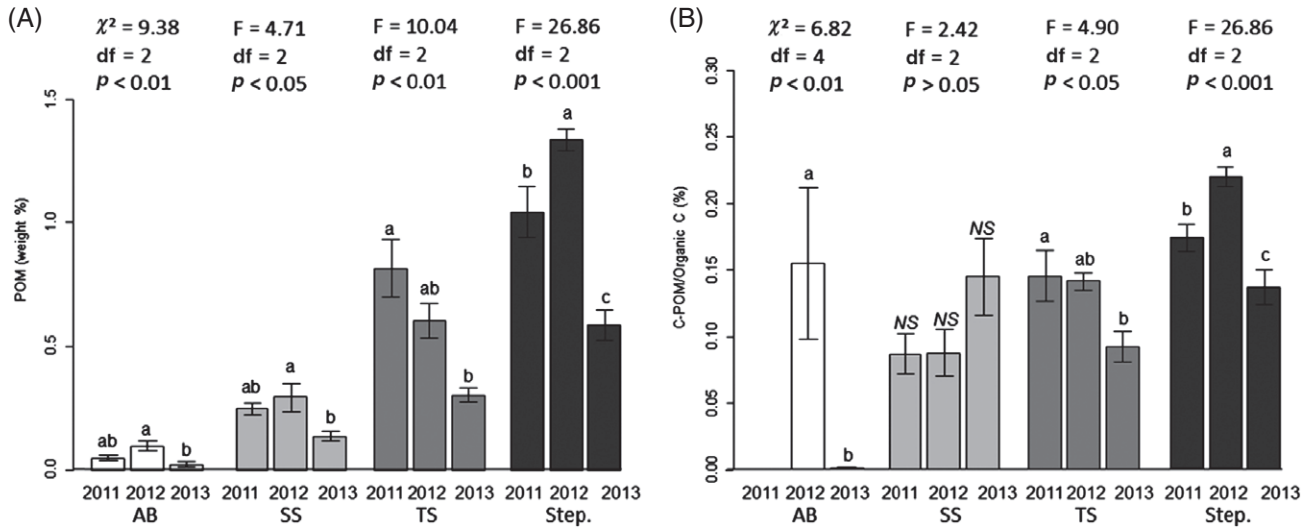 (A)
χ² = 9.38 F = 4.71 F = 10.04 F = 26.86
df = 2 df = 2 df = 2 df = 2
p < 0.01 p < 0.05 p < 0.01 p < 0.001
POM (weight %)
1.5
1.0
0.5
0.0
ab a b ab a b a ab b b a c
2011 2012 2013 2011 2012 2013 2011 2012 2013 2011 2012 2013
AB SS TS Step.
(B)
χ² = 6.82 F = 2.42 F = 4.90 F = 26.86
df = 4 df = 2 df = 2 df = 2
p < 0.01 p > 0.05 p < 0.05 p < 0.001
C-POM/Organic C (%)
0.30
0.25
0.20
0.15
0.10
0.05
0.00
a b NS NS NS a ab b b a c
2011 2012 2013 2011 2012 2013 2011 2012 2013 2011 2012 2013
AB SS TS Step.